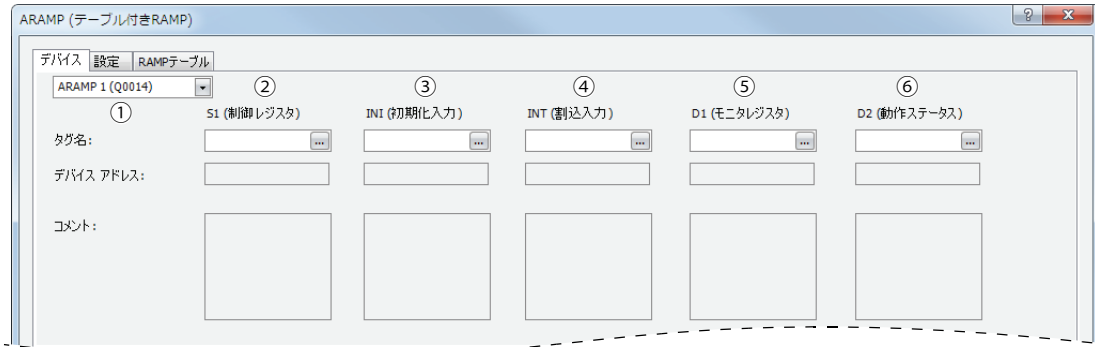 ARAMP (テーブル付きRAMP)
デバイス 設定 RAMPテーブル
ARAMP 1 (Q0014) ② ③ ④ ⑤ ⑥
① S1 (制御レジスタ) INI (初期化入力) INT (割込入力) D1 (モニタレジスタ) D2 (動作ステータス)
タグ名: ... ... ... ... ...
デバイス アドレス:
コメント: